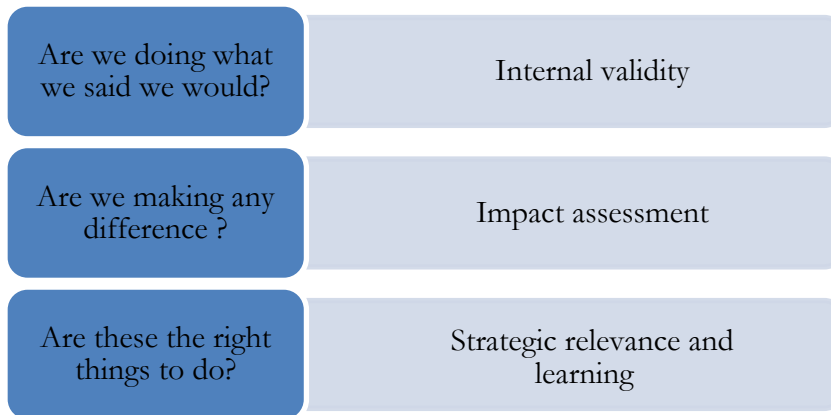 Are we doing what
we said we would?
Internal validity
Are we making any
difference ?
Impact assessment
Are these the right
things to do?
Strategic relevance and
learning